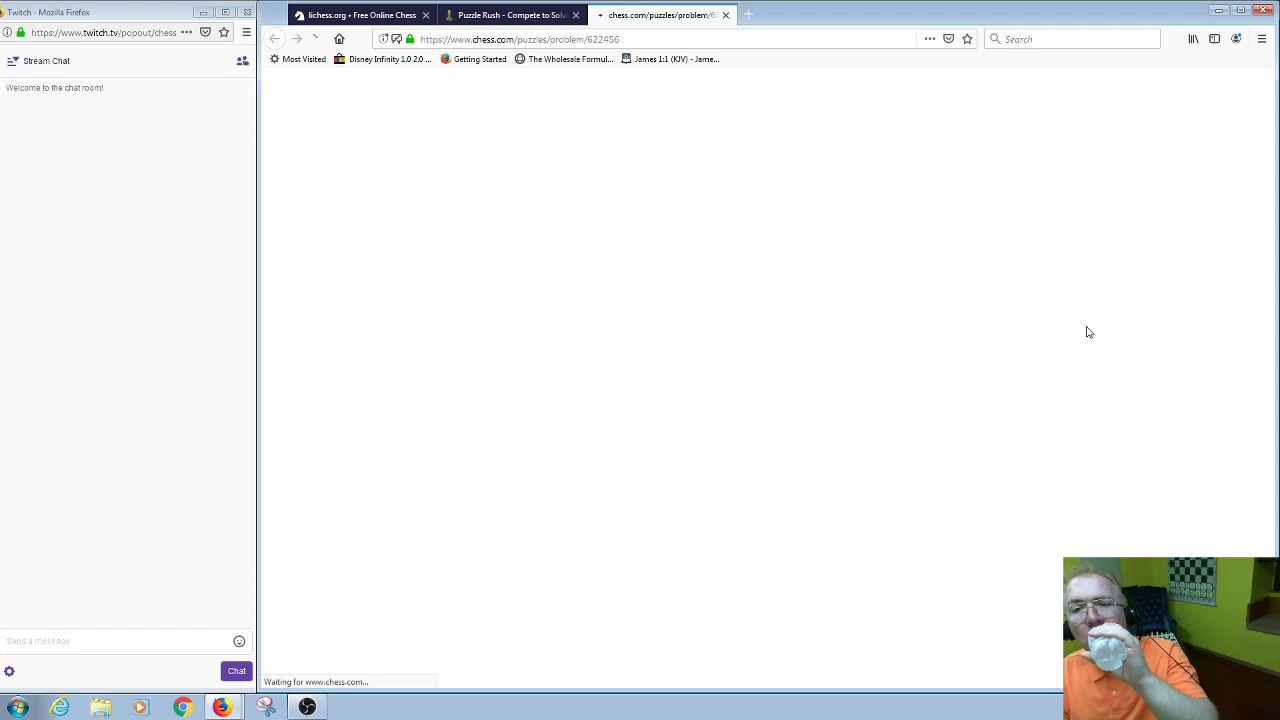 Twitch - Mozilla Firefox
https://www.twitch.tv/popout/chess
Stream Chat
Welcome to the chat room!
Send a message
Chat
lichess.org • Free Online Chess
Puzzle Rush - Compete to Solv
chess.com/puzzles/problem/62
https://www.chess.com/puzzles/problem/622456
Search
Most Visited
Disney Infinity 1.0 2.0 ...
Getting Started
The Wholesale Formul...
James 1:1 (KJV) - Jame...
Waiting for www.chess.com...